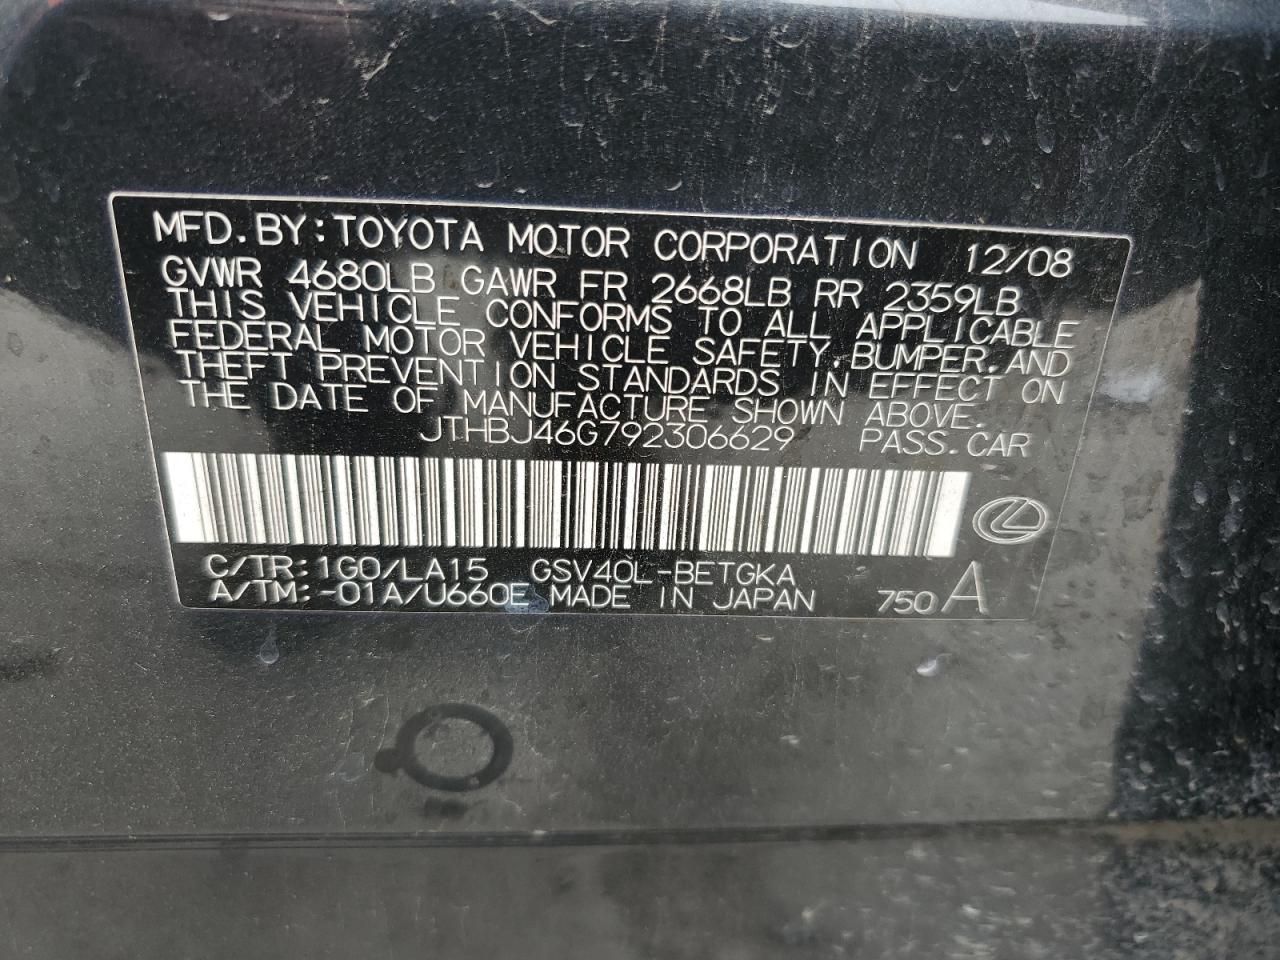 MFD.BY:TOYOTA MOTOR CORPORATION 12/08
GVWR 4680LB GAWR FR 2668LB RR 2359LB
THIS VEHICLE CONFORMS TO ALL APPLICABLE
FEDERAL MOTOR VEHICLE SAFETY,BUMPER,AND
THEFT PREVENTION STANDARDS IN EFFECT ON
THE DATE OF MANUFACTURE SHOWN ABOVE.
JTHBJ46G792306629 PASS.CAR
C/TR:1G0/LA15 GSV40L-BETGKA
A/TM:-01A/U660E MADE IN JAPAN 750A